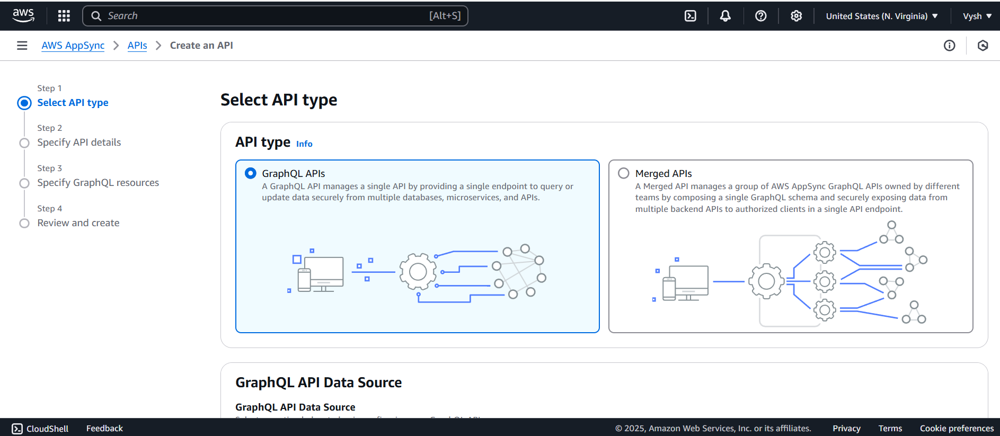 aws
Search [Alt+S]
United States (N. Virginia)
Vysh
AWS AppSync
APIs
Create an API
Step 1
Select API type
Step 2
Specify API details
Step 3
Specify GraphQL resources
Step 4
Review and create
Select API type
API type Info
GraphQL APIs
A GraphQL API manages a single API by providing a single endpoint to query or
update data securely from multiple databases, microservices, and APIs.
Merged APIs
A Merged API manages a group of AWS AppSync GraphQL APIs owned by different
teams by composing a single GraphQL schema and securely exposing data from
multiple backend APIs to authorized clients in a single API endpoint.
GraphQL API Data Source
GraphQL API Data Source
CloudShell
Feedback
© 2025, Amazon Web Services, Inc. or its affiliates.
Privacy
Terms
Cookie preferences